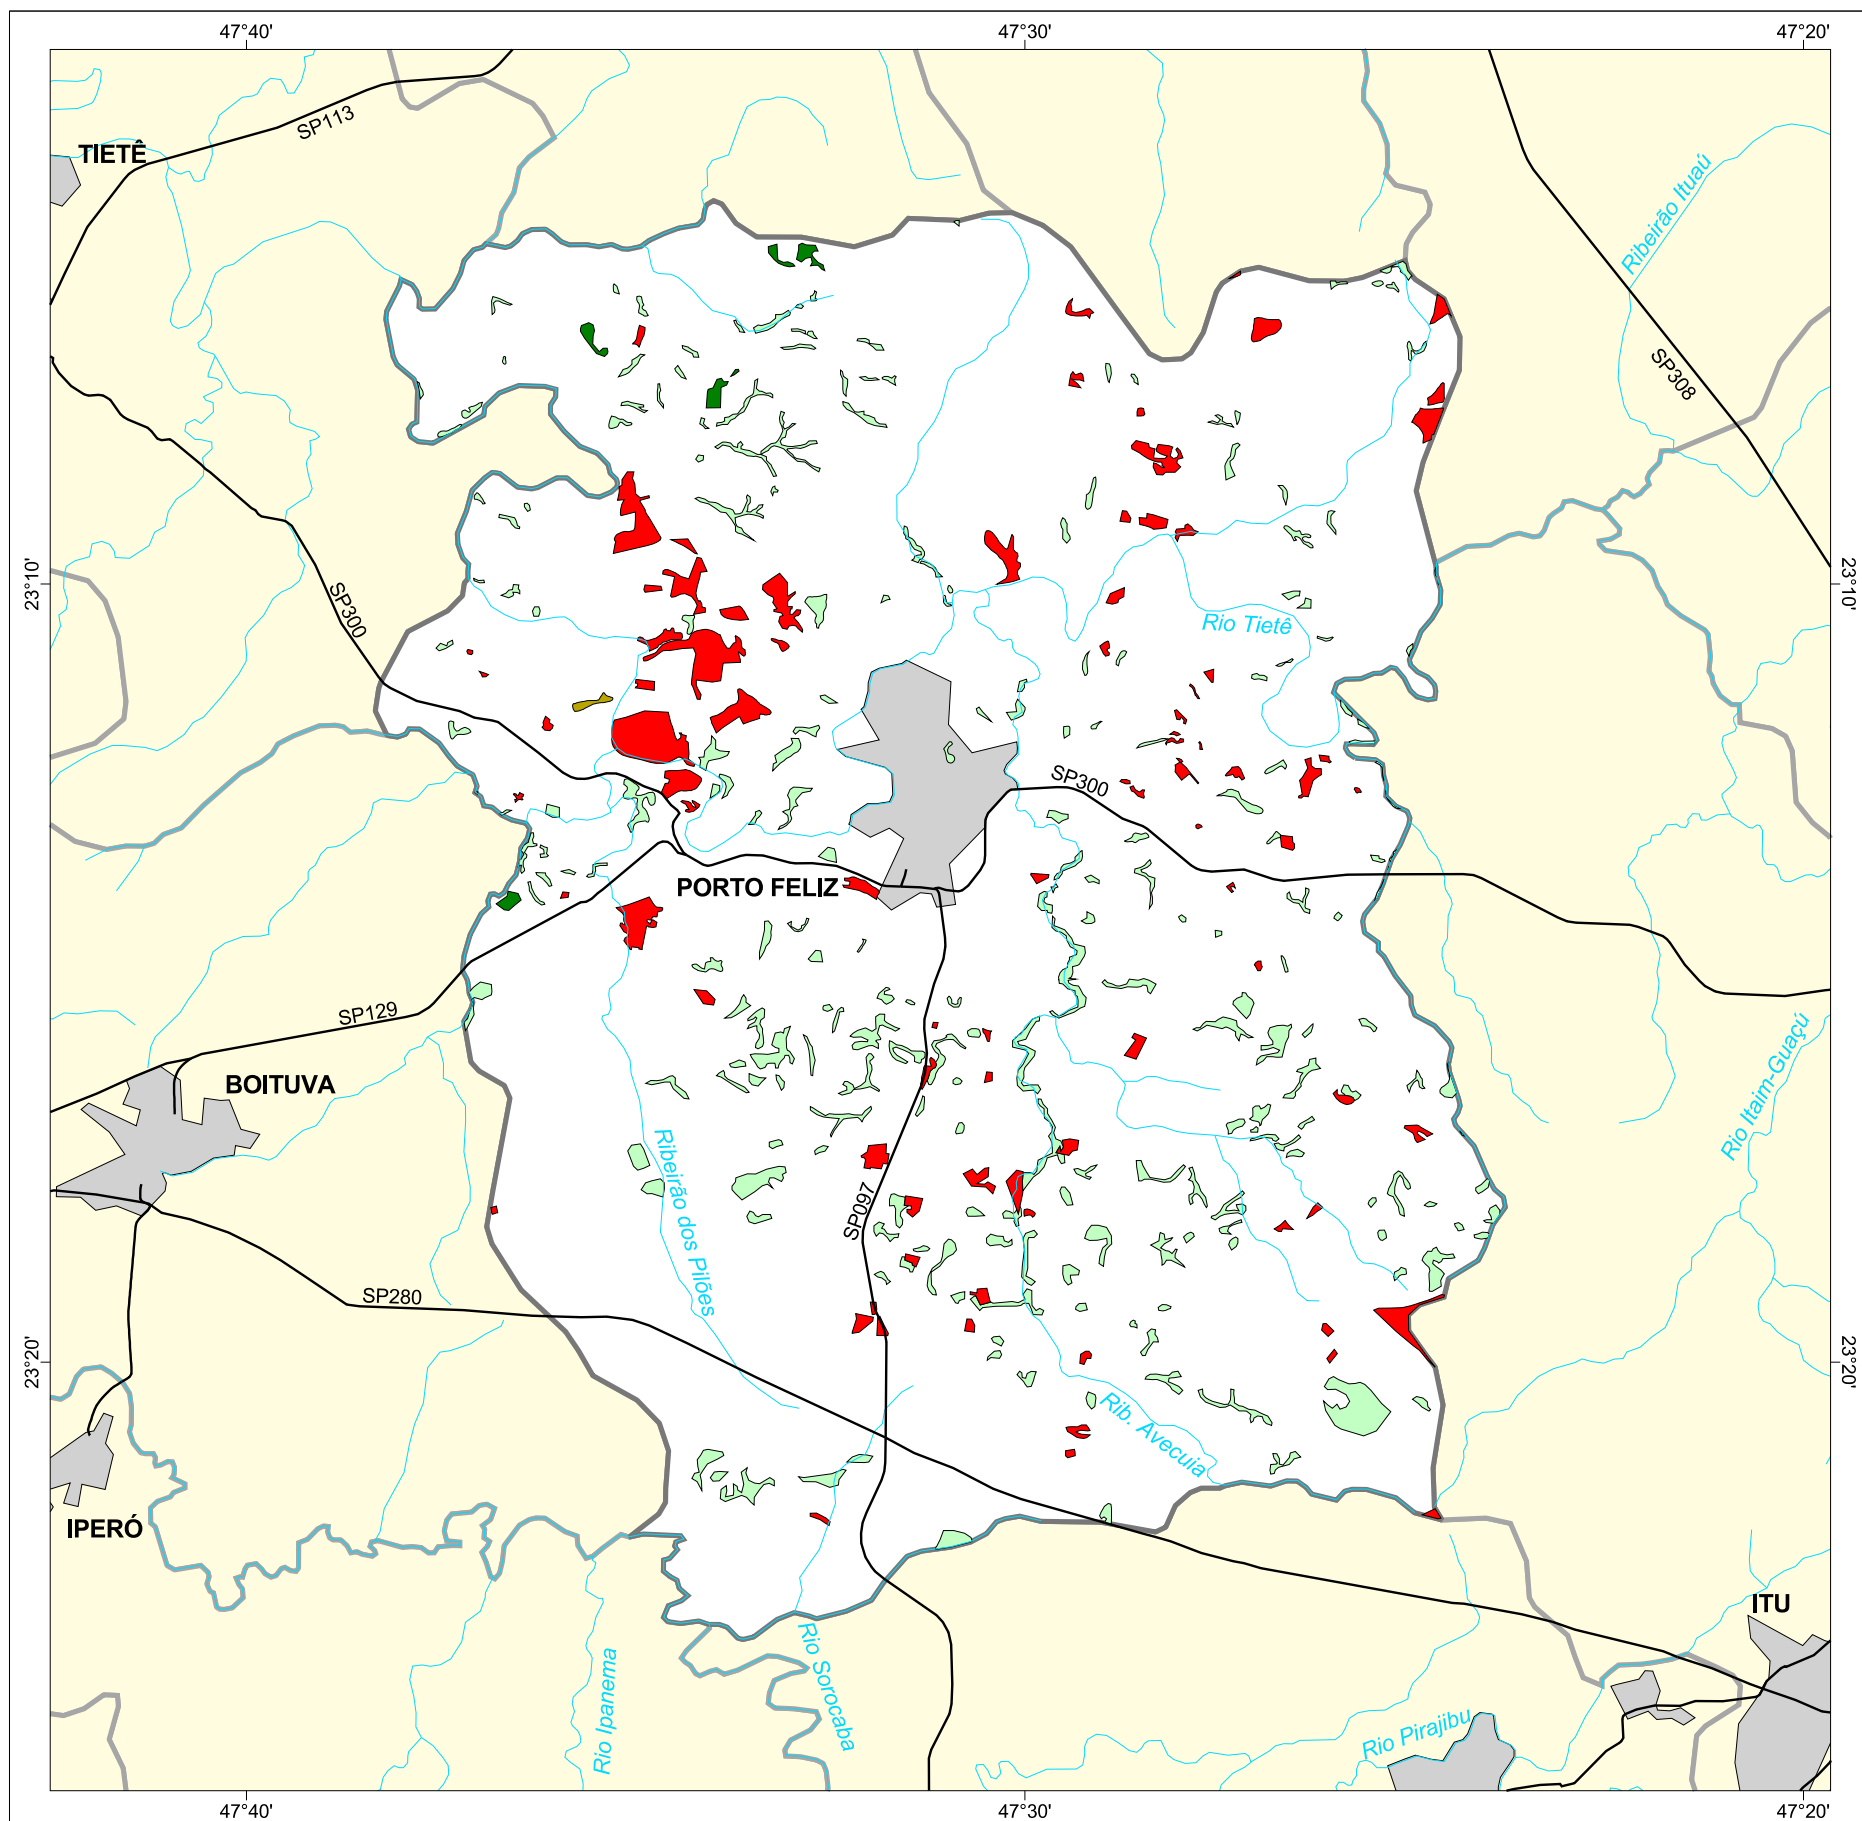 47°40'
47°30'
47°20'
SP113
TIETÊ
Ribeirão Ituaú
SP308
23°10'
23°10'
SP300
Rio Tietê
SP300
PORTO FELIZ
SP129
BOITUVA
Rio Itaim-Guaçú
Ribeirão dos Pilões
SP097
SP280
23°20'
23°20'
Rib. Avecuia
IPERÓ
ITU
Rio Ipanema
Rio Sorocaba
Rio Pirajibu
47°40'
47°30'
47°20'